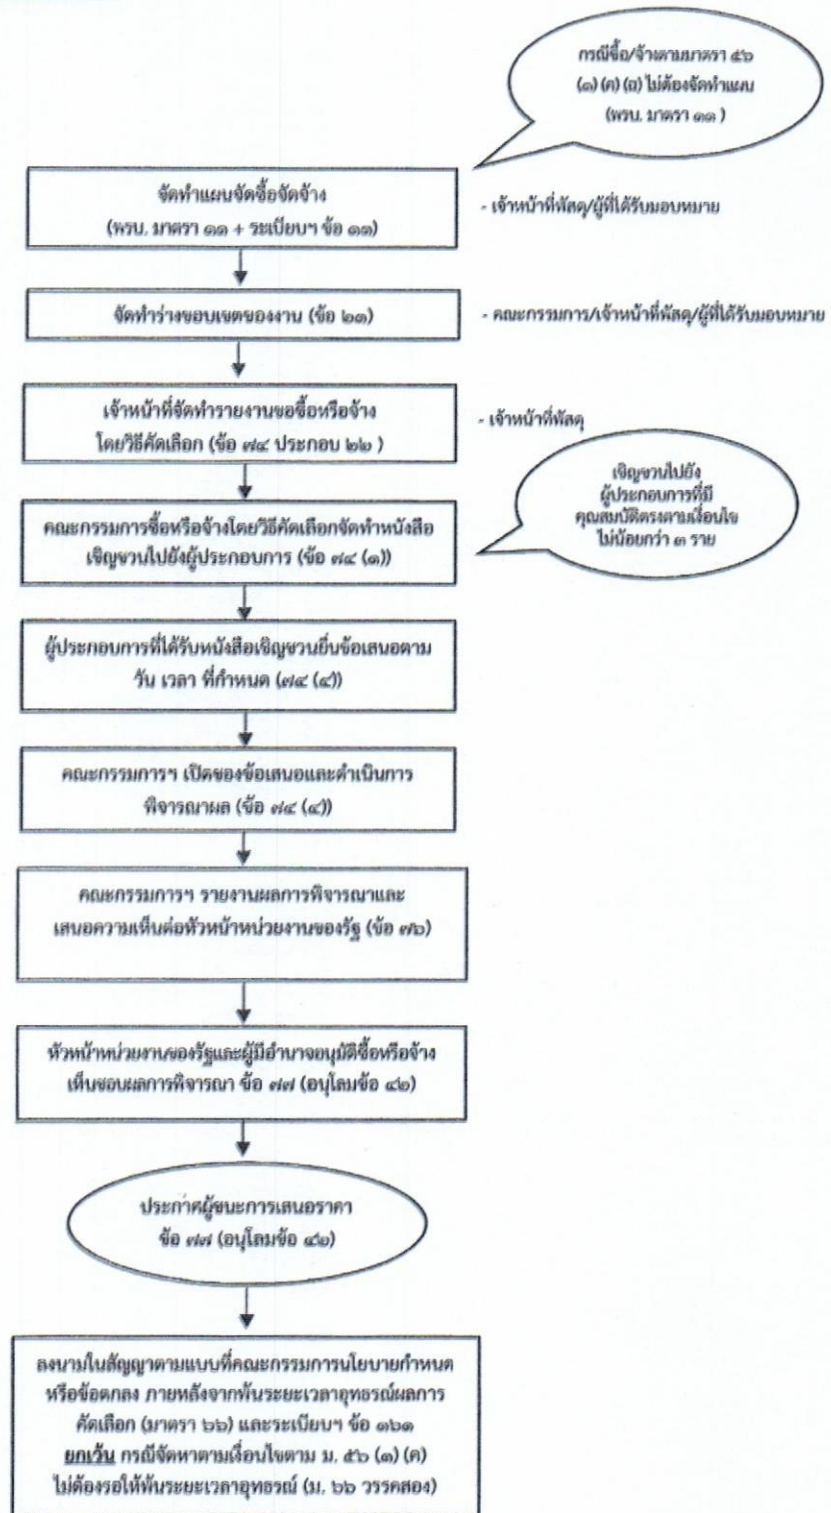 กรณีซื้อ/จ้างตามมาตรา ๕๖
(๑) (ค) (ฉ) ไม่ต้องจัดทำแผน
(พรบ. มาตรา ๑๑ )
จัดทำแผนจัดซื้อจัดจ้าง
(พรบ. มาตรา ๑๑ + ระเบียบฯ ข้อ ๑๑)
- เจ้าหน้าที่พัสดุ/ผู้ที่ได้รับมอบหมาย
จัดทำร่างขอบเขตของงาน (ข้อ ๒๑)
- คณะกรรมการ/เจ้าหน้าที่พัสดุ/ผู้ที่ได้รับมอบหมาย
เจ้าหน้าที่จัดทำรายงานขอซื้อหรือจ้าง
โดยวิธีคัดเลือก (ข้อ ๗๔ ประกอบ ๒๒ )
- เจ้าหน้าที่พัสดุ
เชิญชวนไปยัง
ผู้ประกอบการที่มี
คุณสมบัติตรงตามเงื่อนไข
ไม่น้อยกว่า ๓ ราย
คณะกรรมการซื้อหรือจ้างโดยวิธีคัดเลือกจัดทำหนังสือ
เชิญชวนไปยังผู้ประกอบการ (ข้อ ๗๔ (๑))
ผู้ประกอบการที่ได้รับหนังสือเชิญชวนยื่นข้อเสนอตาม
วัน เวลา ที่กำหนด (๗๔ (๔))
คณะกรรมการฯ เปิดซองข้อเสนอและดำเนินการ
พิจารณาผล (ข้อ ๗๔ (๔))
คณะกรรมการฯ รายงานผลการพิจารณาและ
เสนอความเห็นต่อหัวหน้าหน่วยงานของรัฐ (ข้อ ๗๖)
หัวหน้าหน่วยงานของรัฐและผู้มีอำนาจอนุมัติซื้อหรือจ้าง
เห็นชอบผลการพิจารณา ข้อ ๗๗ (อนุโลมข้อ ๔๒)
ประกาศผู้ชนะการเสนอราคา
ข้อ ๗๗ (อนุโลมข้อ ๔๒)
ลงนามในสัญญาตามแบบที่คณะกรรมการนโยบายกำหนด
หรือข้อตกลง ภายหลังจากพ้นระยะเวลาอุทธรณ์ผลการ
คัดเลือก (มาตรา ๖๖) และระเบียบฯ ข้อ ๑๖๑
ยกเว้น กรณีจัดหาตามเงื่อนไขตาม ม. ๕๖ (๑) (ค)
ไม่ต้องรอให้พ้นระยะเวลาอุทธรณ์ (ม. ๖๖ วรรคสอง)